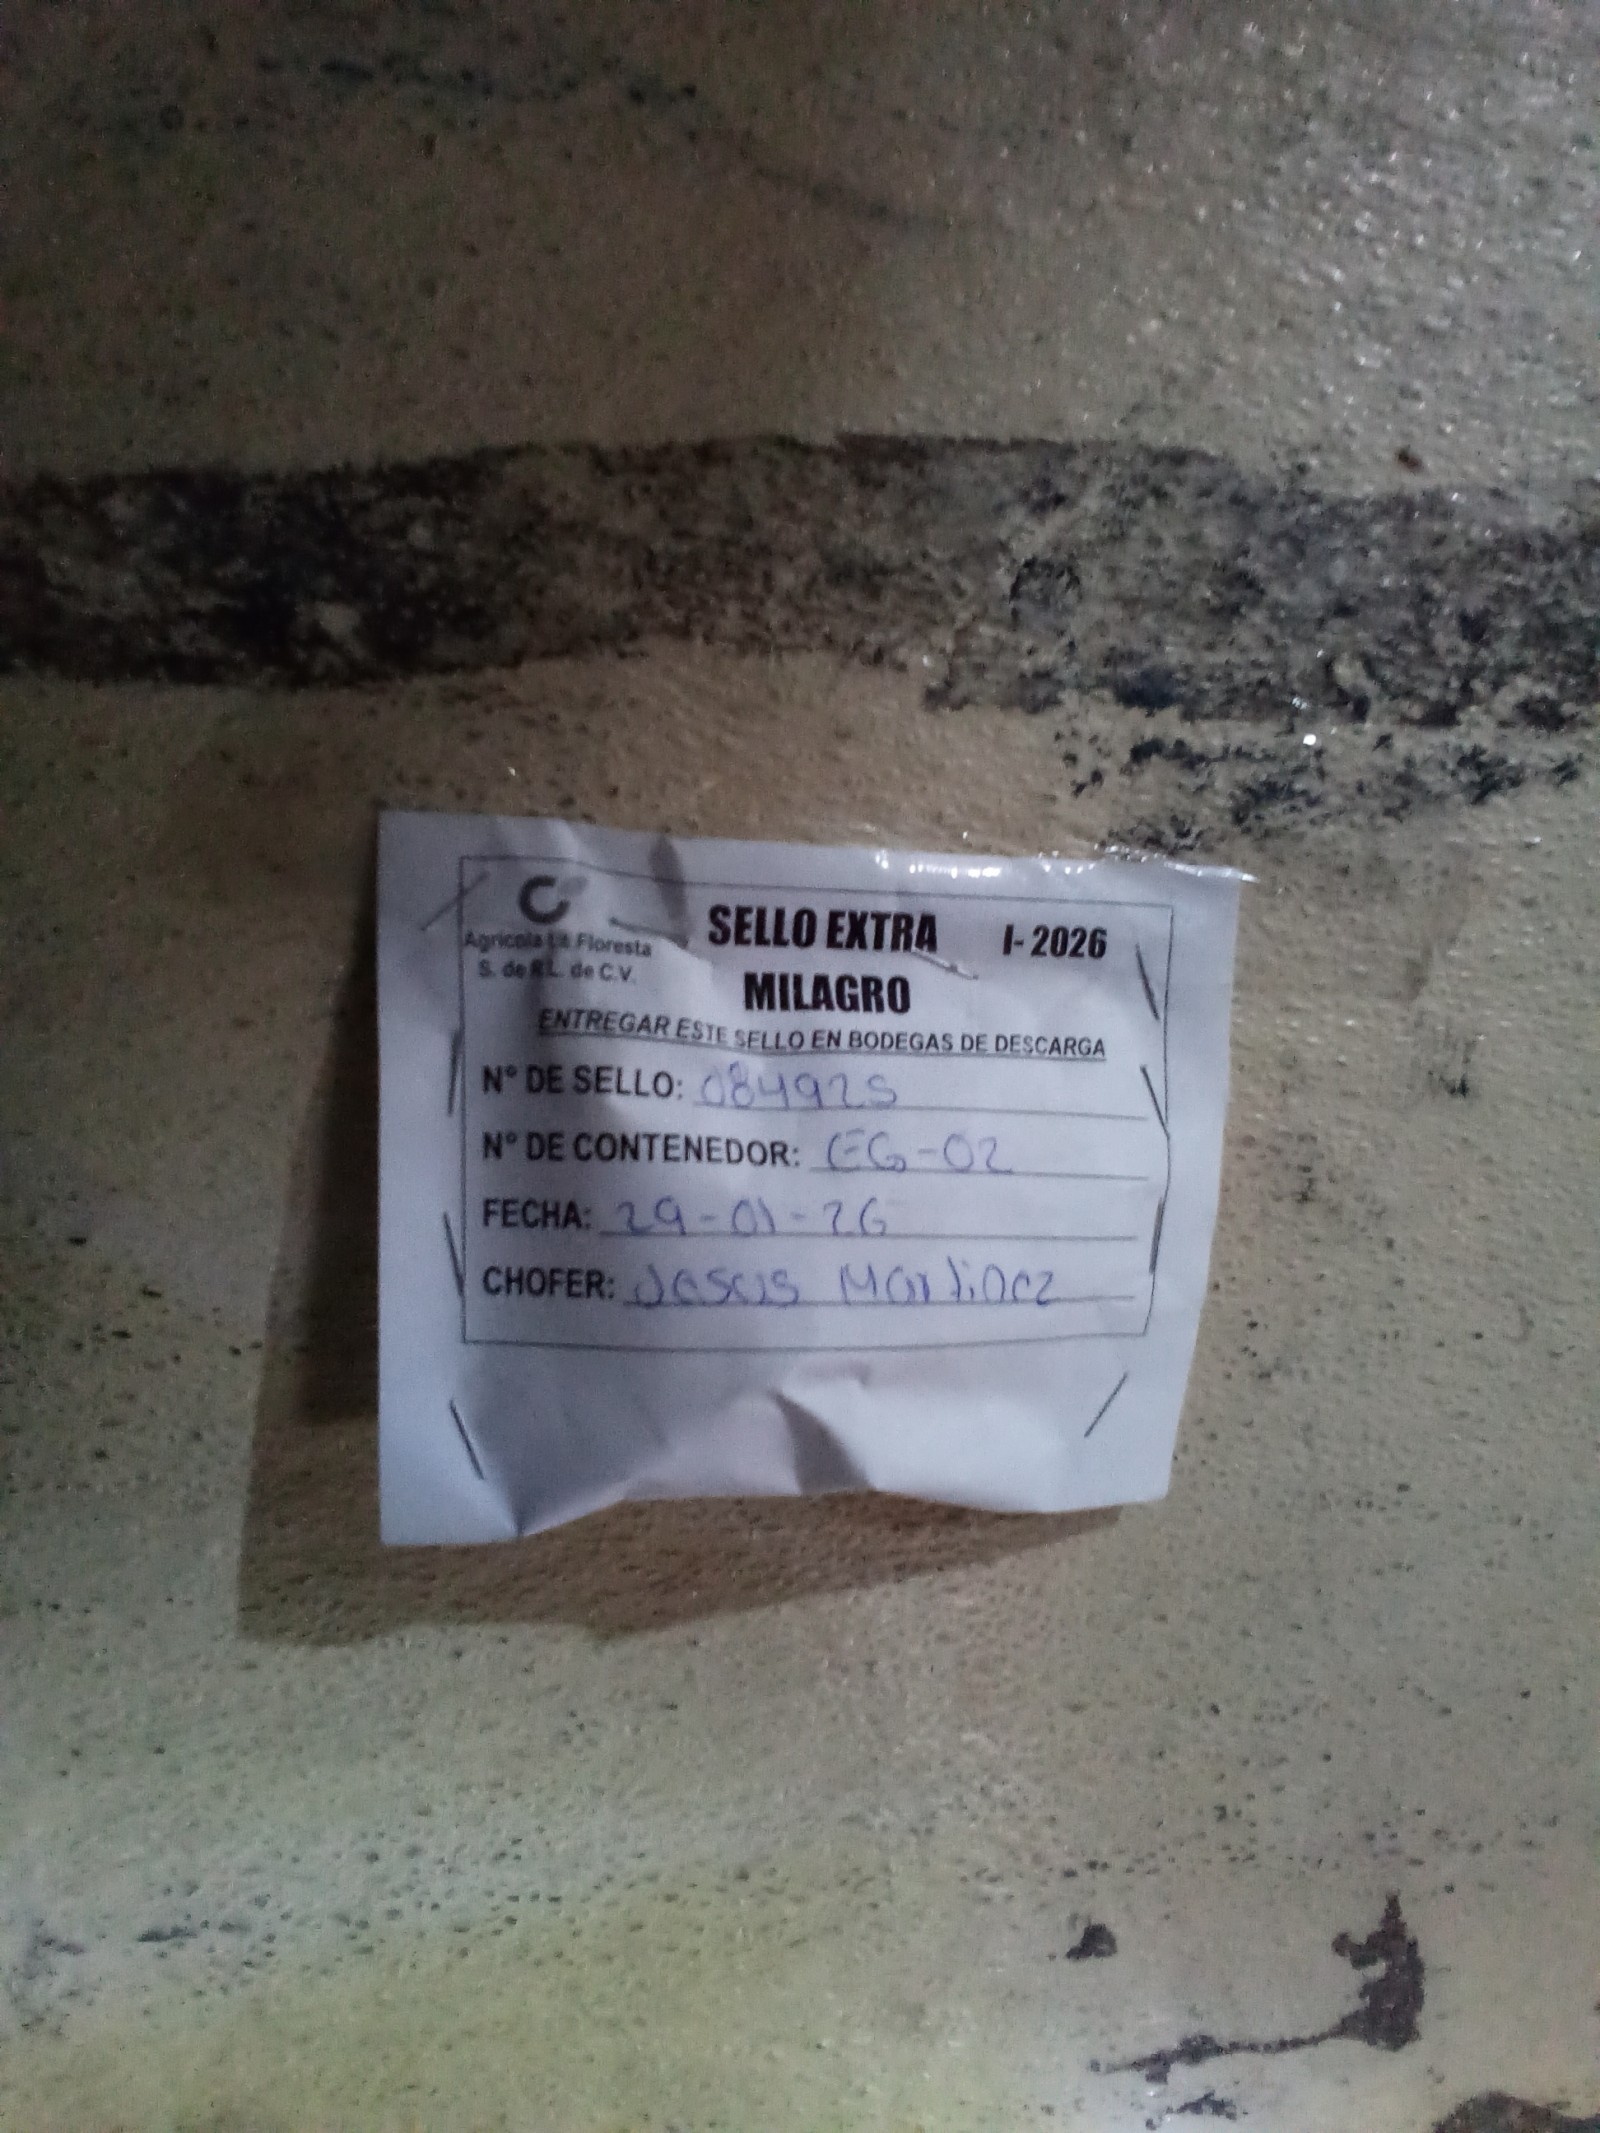 Agricola La Floresta
S. de R.L. de C.V.
SELLO EXTRA I- 2026
MILAGRO
ENTREGAR ESTE SELLO EN BODEGAS DE DESCARGA
N° DE SELLO: 084925
N° DE CONTENEDOR: EG-02
FECHA: 29-01-26
CHOFER: Jesus Martinez